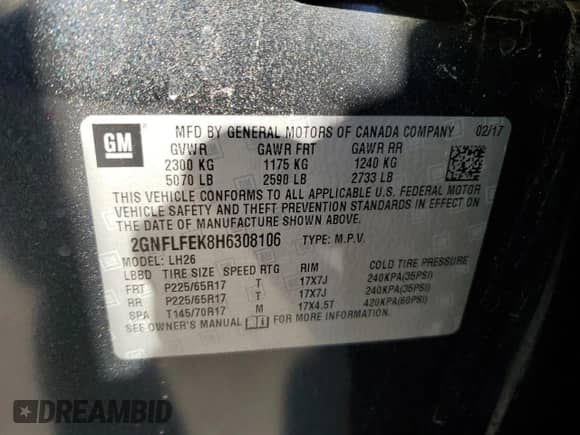 GM
MFD BY GENERAL MOTORS OF CANADA COMPANY 02/17
GVWR GAWR FRT GAWR RR
2300 KG 1175 KG 1240 KG
5070 LB 2590 LB 2733 LB
THIS VEHICLE CONFORMS TO ALL APPLICABLE U.S. FEDERAL MOTOR
VEHICLE SAFETY AND THEFT PREVENTION STANDARDS IN EFFECT ON
THE DATE OF MANUFACTURE SHOWN ABOVE.
2GNFLFEK8H6308106 TYPE: M.P.V.
MODEL: LH26
LBBD TIRE SIZE SPEED RTG RIM COLD TIRE PRESSURE
FRT P225/65R17 T 17X7J 240KPA(35PSI)
RR P225/65R17 T 17X7J 240KPA(35PSI)
SPA T145/70R17 M 17X4.5T 420KPA(60PSI)
SEE OWNER'S MANUAL FOR MORE INFORMATION.
DREAMBID